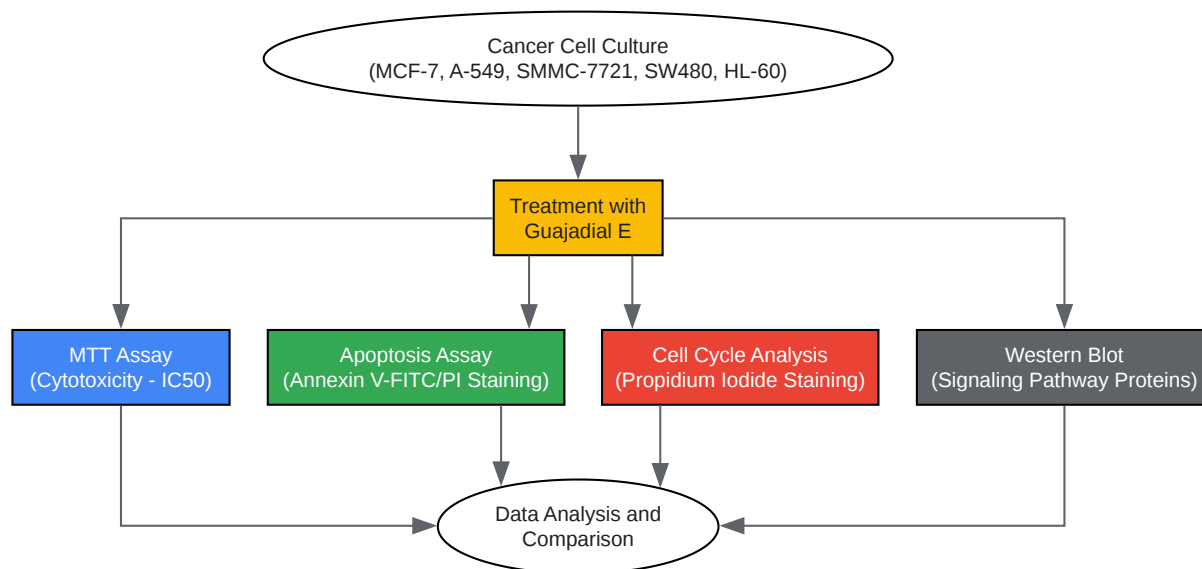 Cancer Cell Culture
(MCF-7, A-549, SMMC-7721, SW480, HL-60)
Treatment with
Guajadial E
MTT Assay
(Cytotoxicity - IC50)
Apoptosis Assay
(Annexin V-FITC/PI Staining)
Cell Cycle Analysis
(Propidium Iodide Staining)
Western Blot
(Signaling Pathway Proteins)
Data Analysis and
Comparison